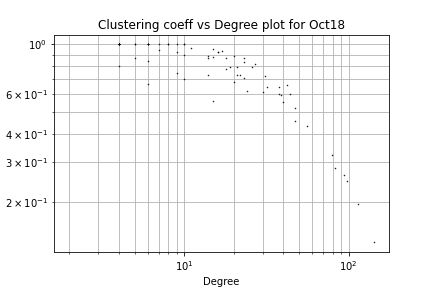 Clustering coeff vs Degree plot for Oct18
10⁰
6 × 10⁻¹
4 × 10⁻¹
3 × 10⁻¹
2 × 10⁻¹
10¹ 10²
Degree